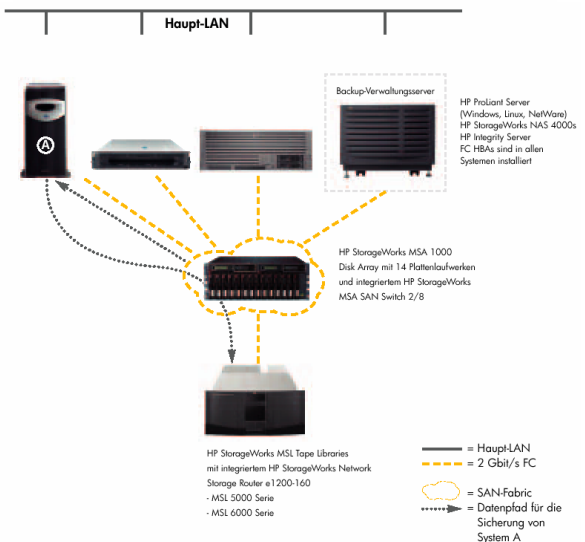 Haupt-LAN
Backup-Verwaltungsserver
HP ProLiant Server
(Windows, Linux, NetWare)
HP StorageWorks NAS 4000s
HP Integrity Server
FC HBAs sind in allen
Systemen installiert
A
HP StorageWorks MSA 1000
Disk Array mit 14 Plattenlaufwerken
und integriertem HP StorageWorks
MSA SAN Switch 2/8
HP StorageWorks MSL Tape Libraries
mit integriertem HP StorageWorks Network
Storage Router e1200-160
- MSL 5000 Serie
- MSL 6000 Serie
= Haupt-LAN
= 2 Gbit/s FC
= SAN-Fabric
= Datenpfad für die
Sicherung von
System A